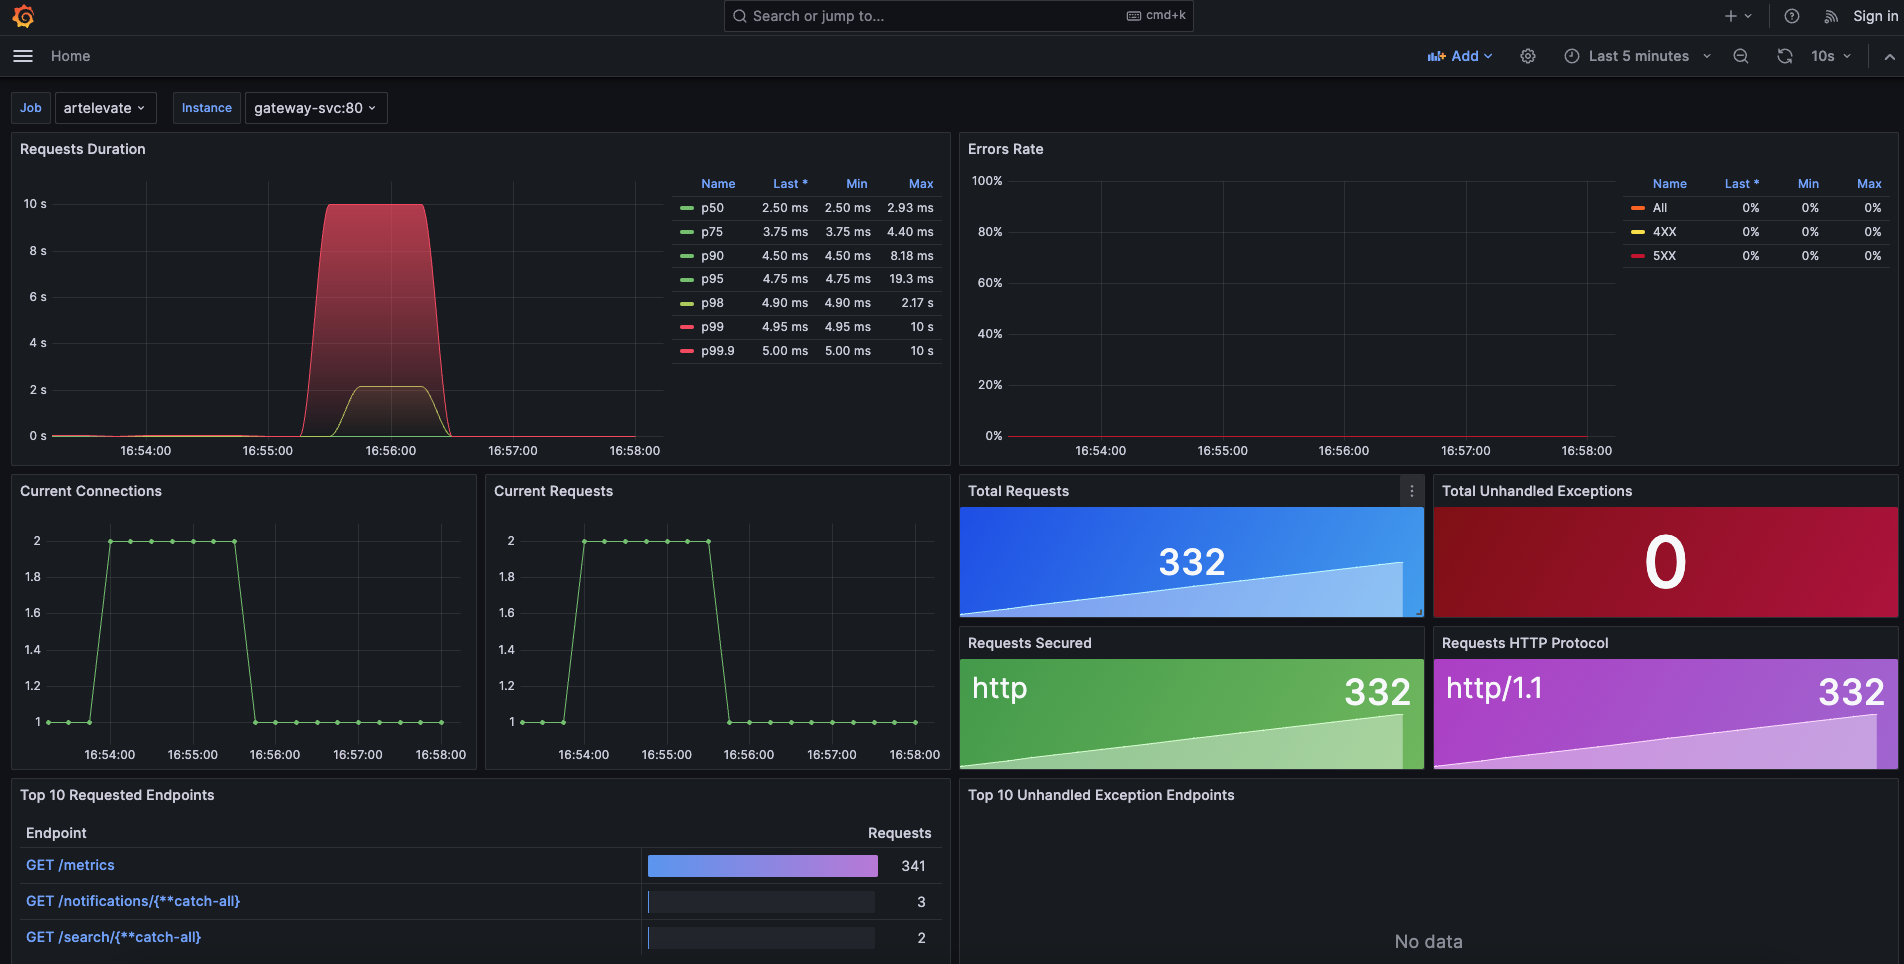 Search or jump to... cmd+k
Sign in
Home
Add
Last 5 minutes
10s
Job artelevate Instance gateway-svc:80
Requests Duration
10 s
8 s
6 s
4 s
2 s
0 s
16:54:00 16:55:00 16:56:00 16:57:00 16:58:00
Name Last * Min Max
p50 2.50 ms 2.50 ms 2.93 ms
p75 3.75 ms 3.75 ms 4.40 ms
p90 4.50 ms 4.50 ms 8.18 ms
p95 4.75 ms 4.75 ms 19.3 ms
p98 4.90 ms 4.90 ms 2.17 s
p99 4.95 ms 4.95 ms 10 s
p99.9 5.00 ms 5.00 ms 10 s
Errors Rate
100%
80%
60%
40%
20%
0%
16:54:00 16:55:00 16:56:00 16:57:00 16:58:00
Name Last * Min Max
All 0% 0% 0%
4XX 0% 0% 0%
5XX 0% 0% 0%
Current Connections
2
1.8
1.6
1.4
1.2
1
16:54:00 16:55:00 16:56:00 16:57:00 16:58:00
Current Requests
2
1.8
1.6
1.4
1.2
1
16:54:00 16:55:00 16:56:00 16:57:00 16:58:00
Total Requests
332
Total Unhandled Exceptions
0
Requests Secured
http 332
Requests HTTP Protocol
http/1.1 332
Top 10 Requested Endpoints
Endpoint Requests
GET /metrics 341
GET /notifications/{**catch-all} 3
GET /search/{**catch-all} 2
Top 10 Unhandled Exception Endpoints
No data